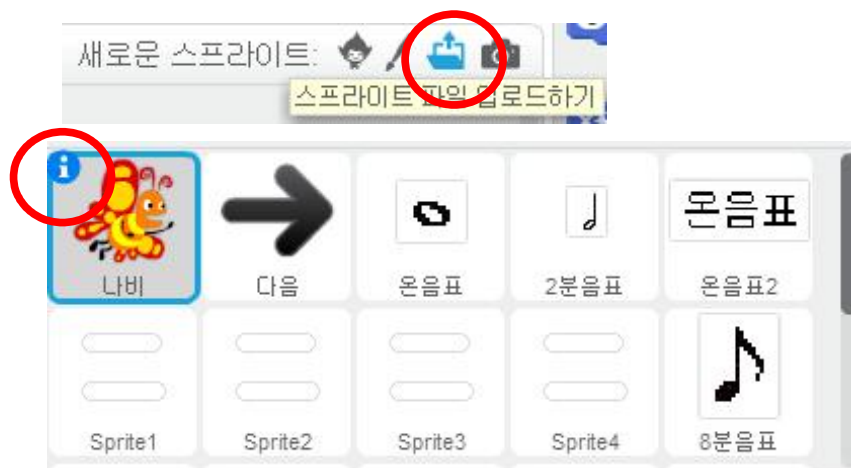 새로운 스프라이트:
스프라이트 파일 업로드하기
온음표
나비 다음 온음표 2분음표 온음표2
Sprite1 Sprite2 Sprite3 Sprite4 8분음표